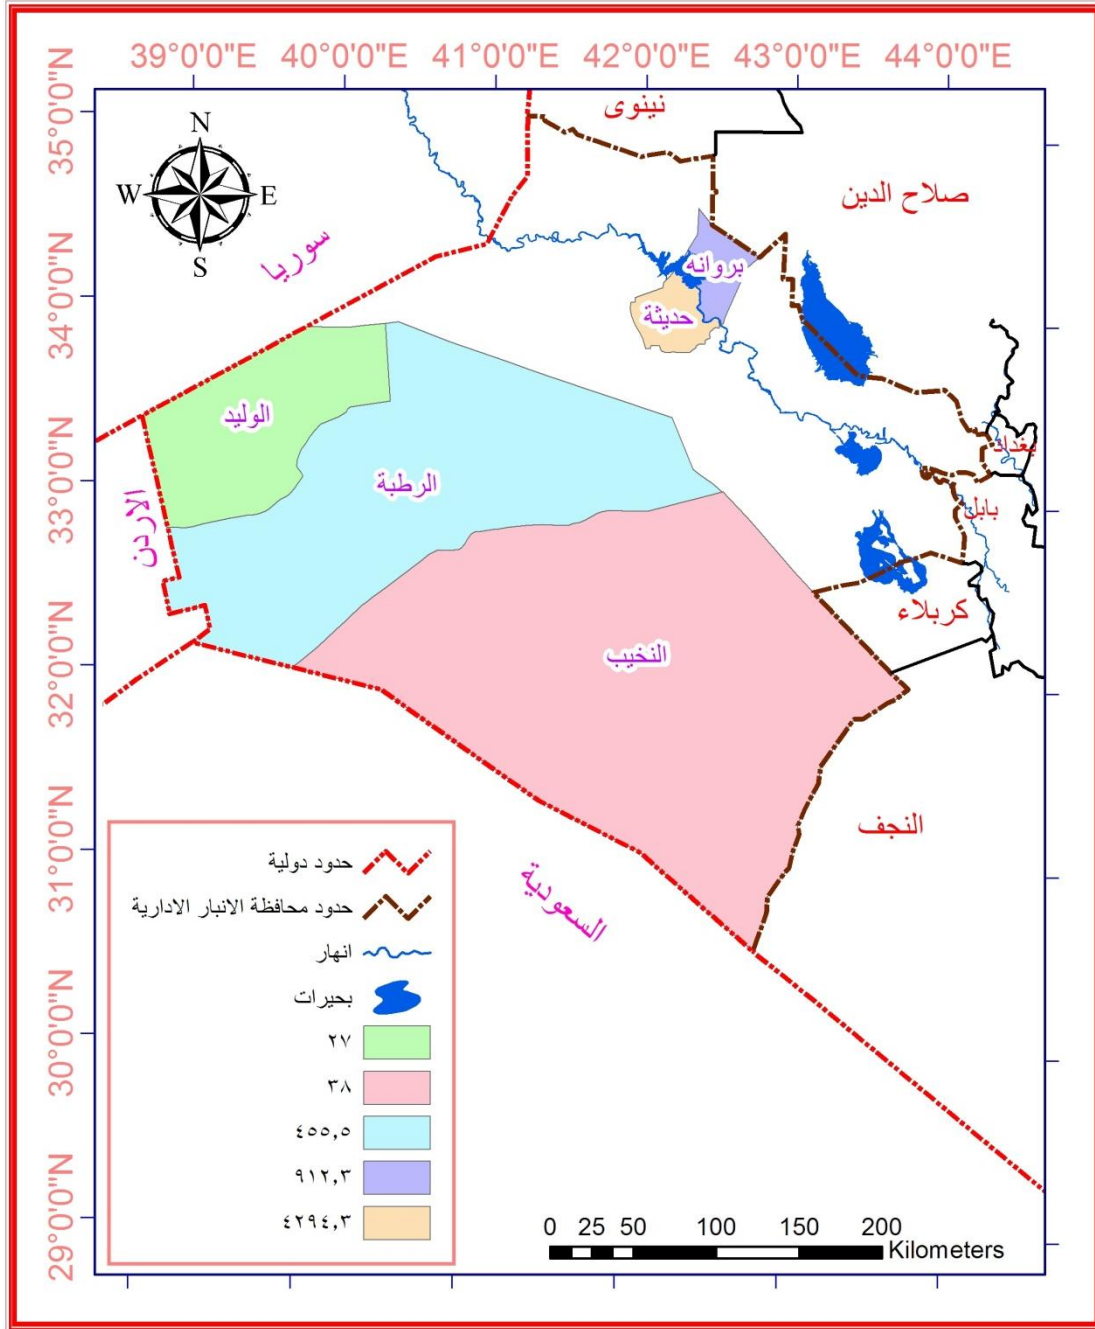 39°0'0"E 40°0'0"E 41°0'0"E 42°0'0"E 43°0'0"E 44°0'0"E
35°0'0"N
34°0'0"N
33°0'0"N
32°0'0"N
31°0'0"N
30°0'0"N
29°0'0"N
N
W E
S
نينوى
صلاح الدين
سوريا
بروانه
حديثة
الوليد
بغداد
الرطبة
بابل
الاردن
كربلاء
النخيب
النجف
السعودية
حدود دولية
حدود محافظة الانبار الادارية
انهار
بحيرات
٢٧
٣٨
٤٥٥,٥
٩١٢,٣
٤٢٩٤,٣
0 25 50 100 150 200
Kilometers